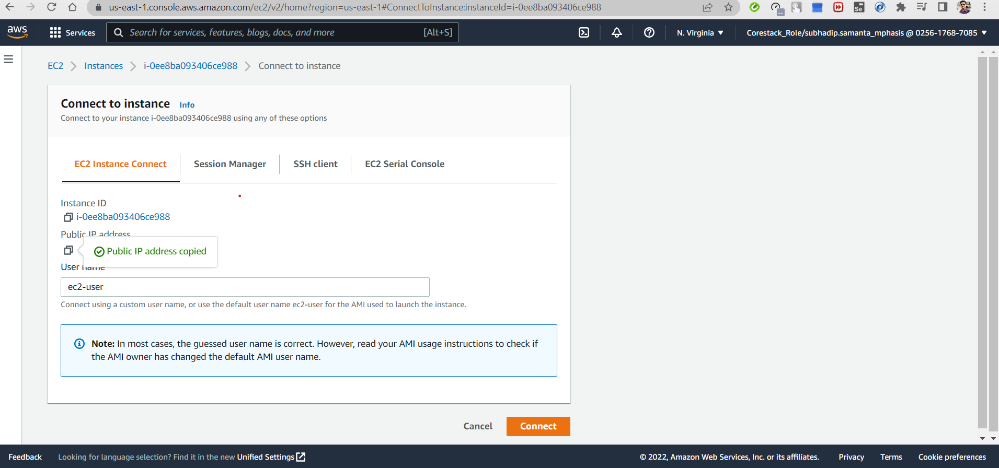 us-east-1.console.aws.amazon.com/ec2/v2/home?region=us-east-1#ConnectToInstance:instanceId=i-0ee8ba093406ce988
Se
aws
Services
Search for services, features, blogs, docs, and more [Alt+S]
N. Virginia ▼
Corestack_Role/subhadip.samanta_mphasis @ 0256-1768-7085 ▼
EC2 > Instances > i-0ee8ba093406ce988 > Connect to instance
Connect to instance Info
Connect to your instance i-0ee8ba093406ce988 using any of these options
EC2 Instance Connect
Session Manager
SSH client
EC2 Serial Console
Instance ID
i-0ee8ba093406ce988
Public IP address
Public IP address copied
User name
ec2-user
Connect using a custom user name, or use the default user name ec2-user for the AMI used to launch the instance.
Note: In most cases, the guessed user name is correct. However, read your AMI usage instructions to check if
the AMI owner has changed the default AMI user name.
Cancel
Connect
Feedback
Looking for language selection? Find it in the new Unified Settings
© 2022, Amazon Web Services, Inc. or its affiliates.
Privacy
Terms
Cookie preferences